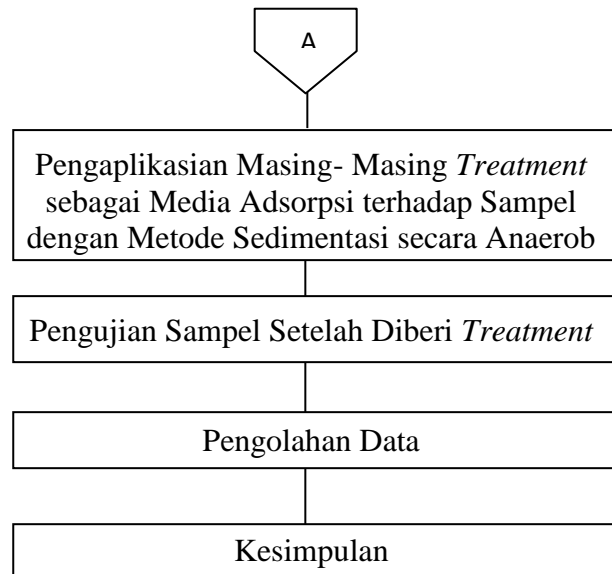 A
Pengaplikasian Masing- Masing Treatment
sebagai Media Adsorpsi terhadap Sampel
dengan Metode Sedimentasi secara Anaerob
Pengujian Sampel Setelah Diberi Treatment
Pengolahan Data
Kesimpulan